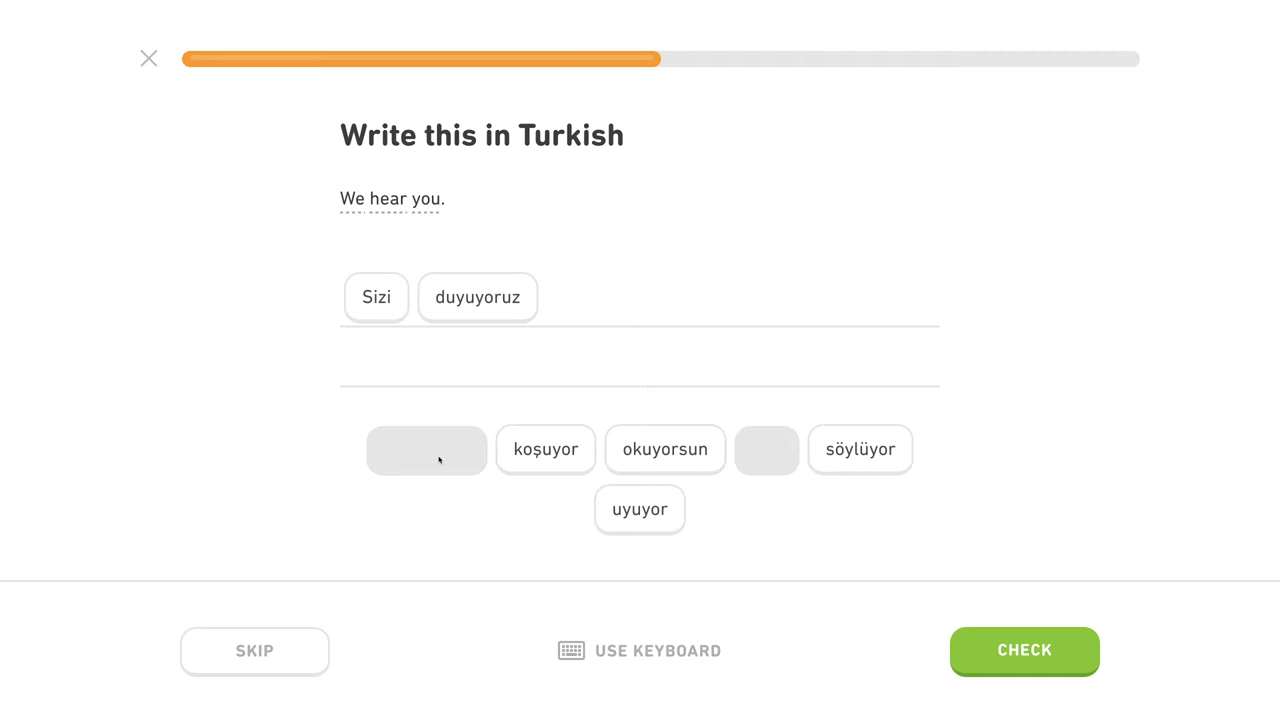 Write this in Turkish
We hear you.
Sizi duyuyoruz
koşuyor okuyorsun söylüyor
uyuyor
SKIP USE KEYBOARD CHECK